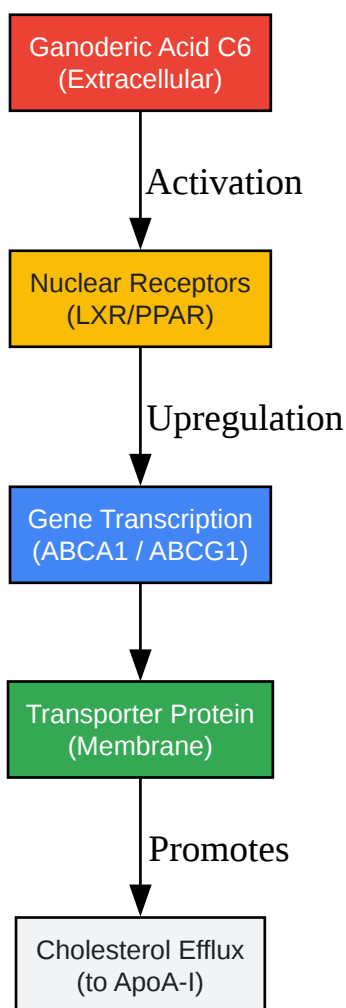 Ganoderic Acid C6
(Extracellular)
Activation
Nuclear Receptors
(LXR/PPAR)
Upregulation
Gene Transcription
(ABCA1 / ABCG1)
Transporter Protein
(Membrane)
Promotes
Cholesterol Efflux
(to ApoA-I)